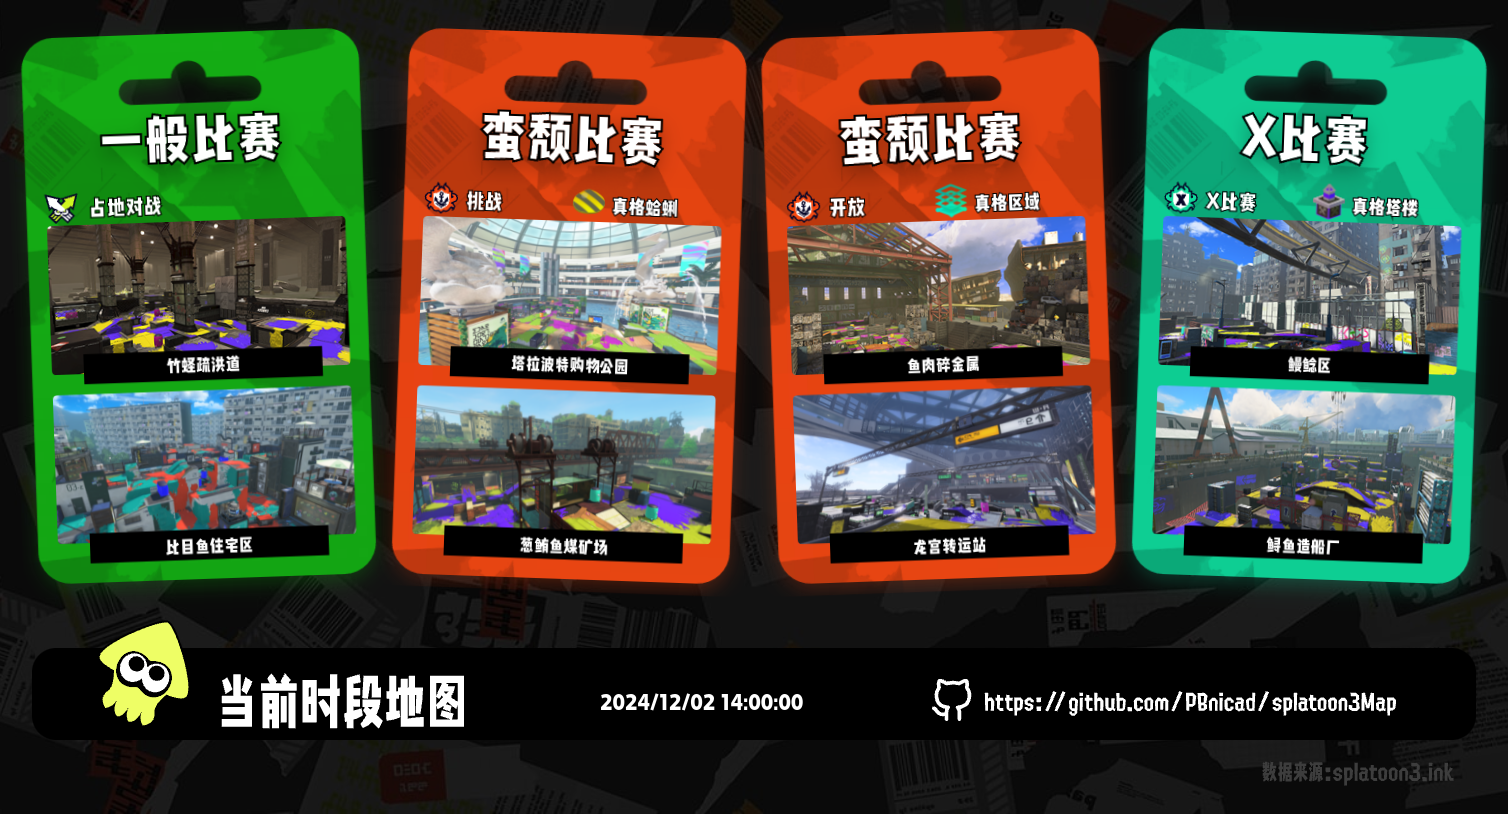 一般比赛
占地对战
竹蛏疏洪道
比目鱼住宅区
蛮颓比赛
挑战
真格蛤蜊
塔拉波特购物公园
葱鲔鱼煤矿场
蛮颓比赛
开放
真格区域
鱼肉碎金属
龙宫转运站
X比赛
X比赛
真格塔楼
鳗鲶区
鲟鱼造船厂
当前时段地图
2024/12/02 14:00:00
https://github.com/PBnicad/splatoon3Map
数据来源:splatoon3.ink